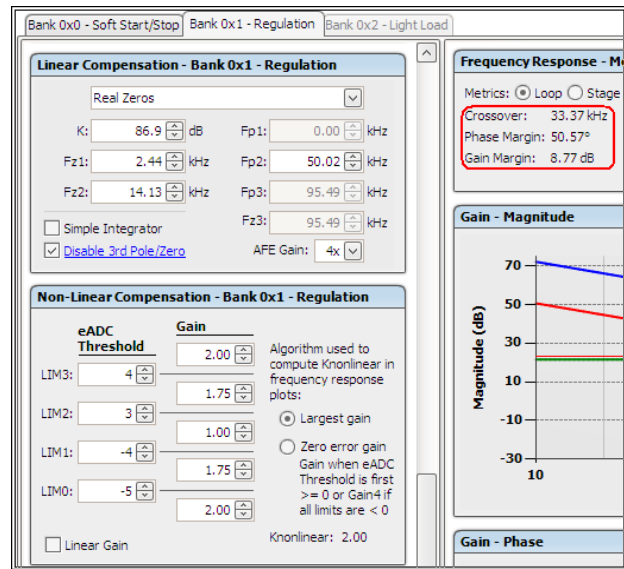 Bank 0x0 - Soft Start/Stop Bank 0x1 - Regulation Bank 0x2 - Light Load
Linear Compensation - Bank 0x1 - Regulation
Real Zeros
K: 86.9 dB Fp1: 0.00 kHz
Fz1: 2.44 kHz Fp2: 50.02 kHz
Fz2: 14.13 kHz Fp3: 95.49 kHz
Fz3: 95.49 kHz
Simple Integrator
Disable 3rd Pole/Zero AFE Gain: 4x
Non-Linear Compensation - Bank 0x1 - Regulation
eADC
Threshold
Gain
2.00
LIM3: 4
1.75
LIM2: 3
1.00
LIM1: -4
1.75
LIM0: -5
2.00
Linear Gain
Algorithm used to
compute Knonlinear in
frequency response
plots:
Largest gain
Zero error gain
Gain when eADC
Threshold is first
>= 0 or Gain4 if
all limits are < 0
Knonlinear: 2.00
Frequency Response - M
Metrics: Loop Stage
Crossover: 33.37 kHz
Phase Margin: 50.57°
Gain Margin: 8.77 dB
Gain - Magnitude
Magnitude (dB)
70
50
30
10
-10
-30
10
Gain - Phase